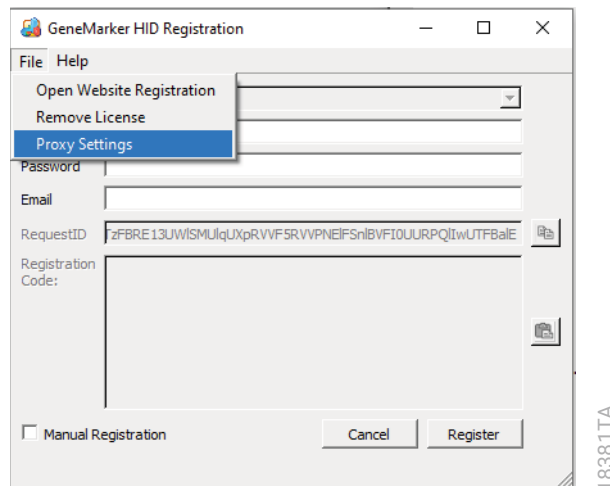 GeneMarker HID Registration
File Help
Open Website Registration
Remove License
Proxy Settings
Password
Email
RequestID
Registration
Code:
Manual Registration
Cancel
Register
18381TA